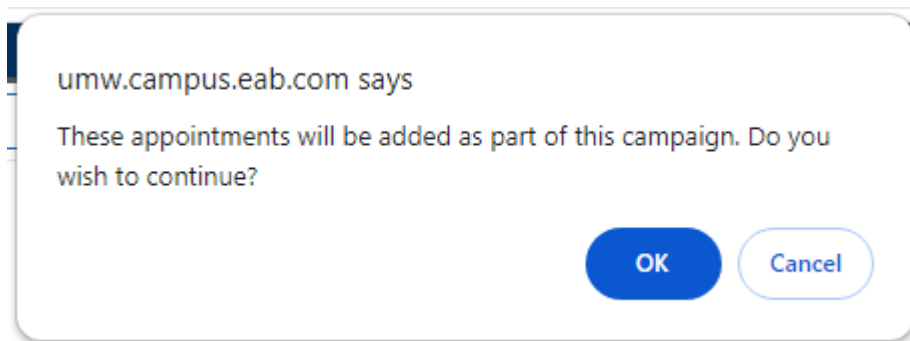 umw.campus.eab.com says
These appointments will be added as part of this campaign. Do you
wish to continue?
OK
Cancel